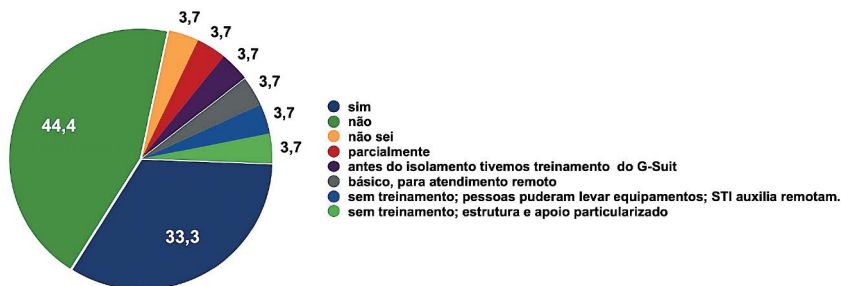 3,7
3,7
3,7
3,7
3,7
3,7
44,4
33,3
sim
não
não sei
parcialmente
antes do isolamento tivemos treinamento do G-Suit
básico, para atendimento remoto
sem treinamento; pessoas puderam levar equipamentos; STI auxilia remotam.
sem treinamento; estrutura e apoio particularizado